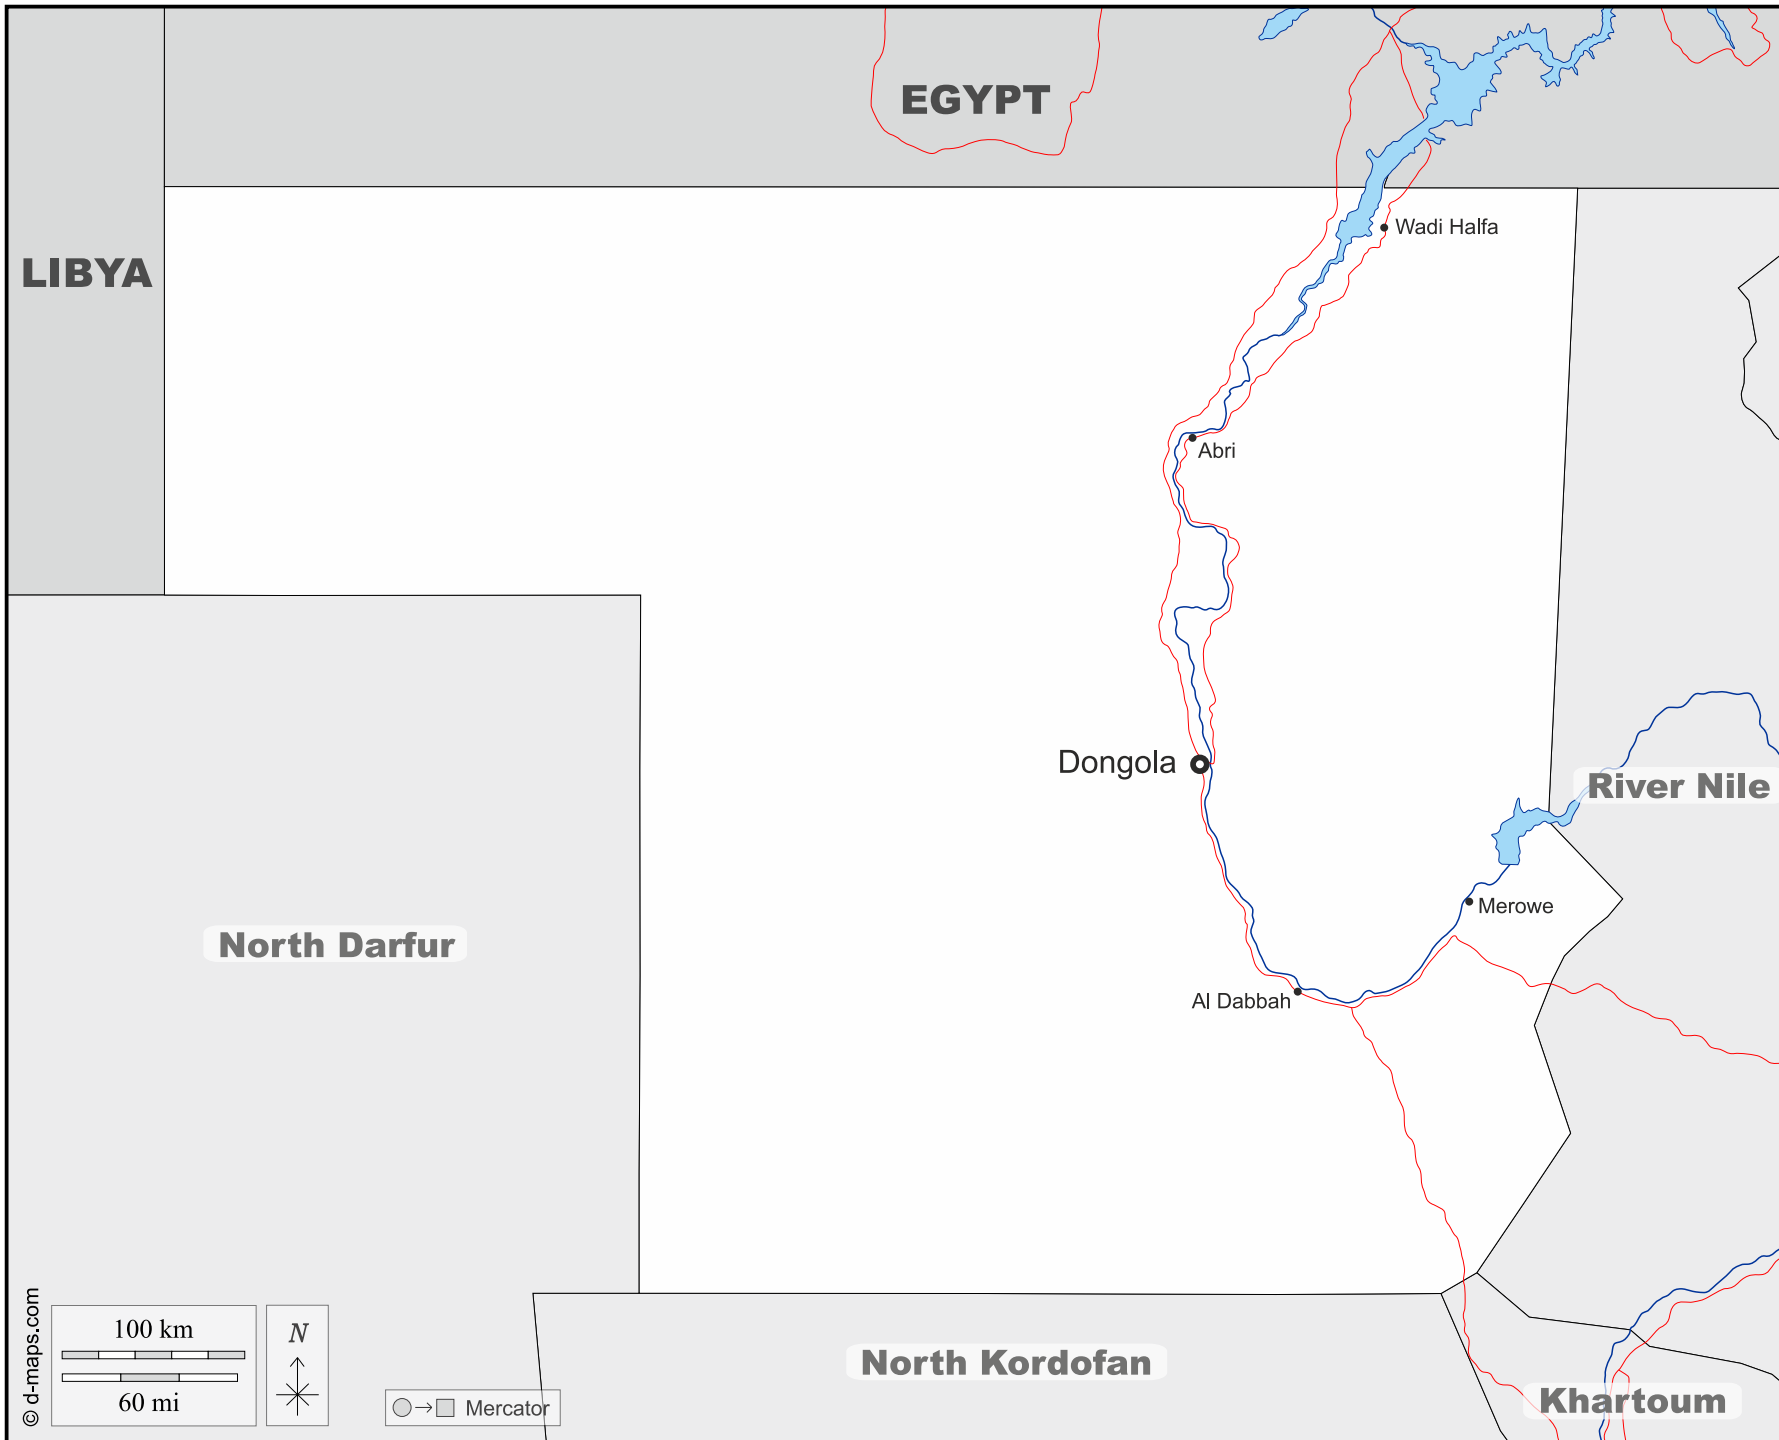 EGYPT
Wadi Halfa
LIBYA
Abri
Dongola
River Nile
Merowe
North Darfur
Al Dabbah
© d-maps.com
100 km
60 mi
N
Mercator
North Kordofan
Khartoum